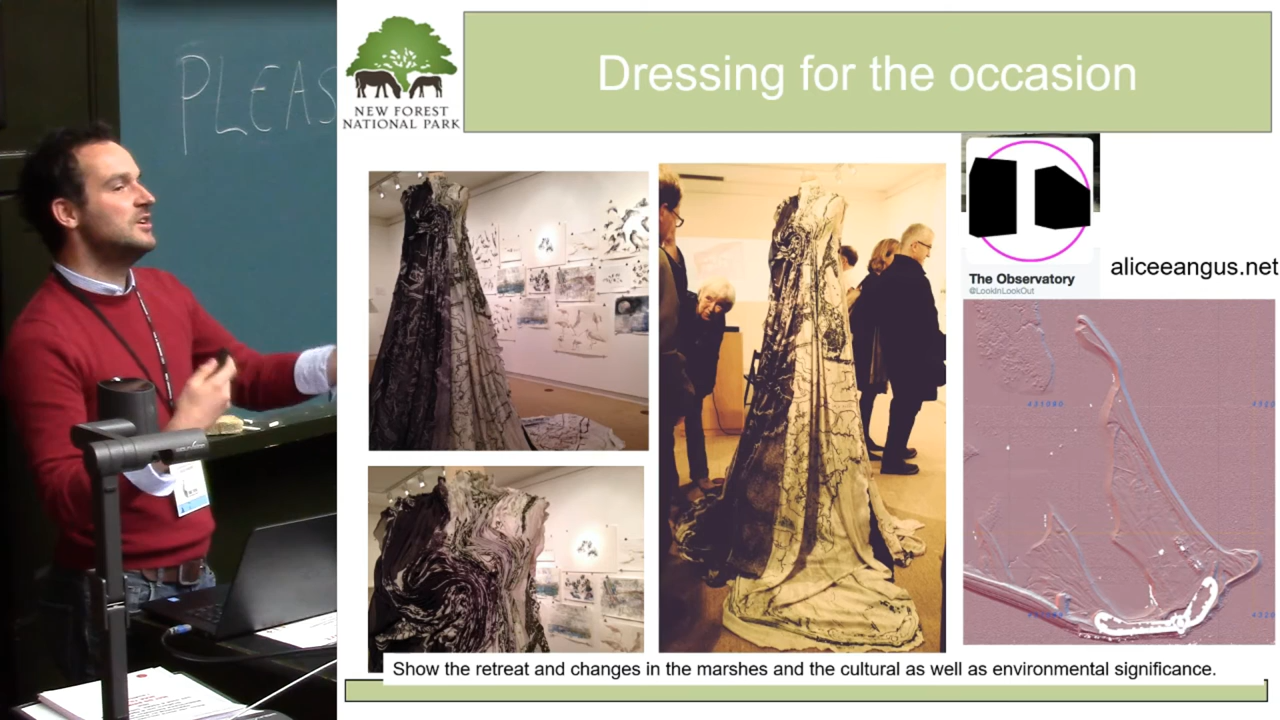 PLEAS
NEW FOREST
NATIONAL PARK
Dressing for the occasion
The Observatory
@LookInLookOut
aliceeangus.net
Show the retreat and changes in the marshes and the cultural as well as environmental significance.